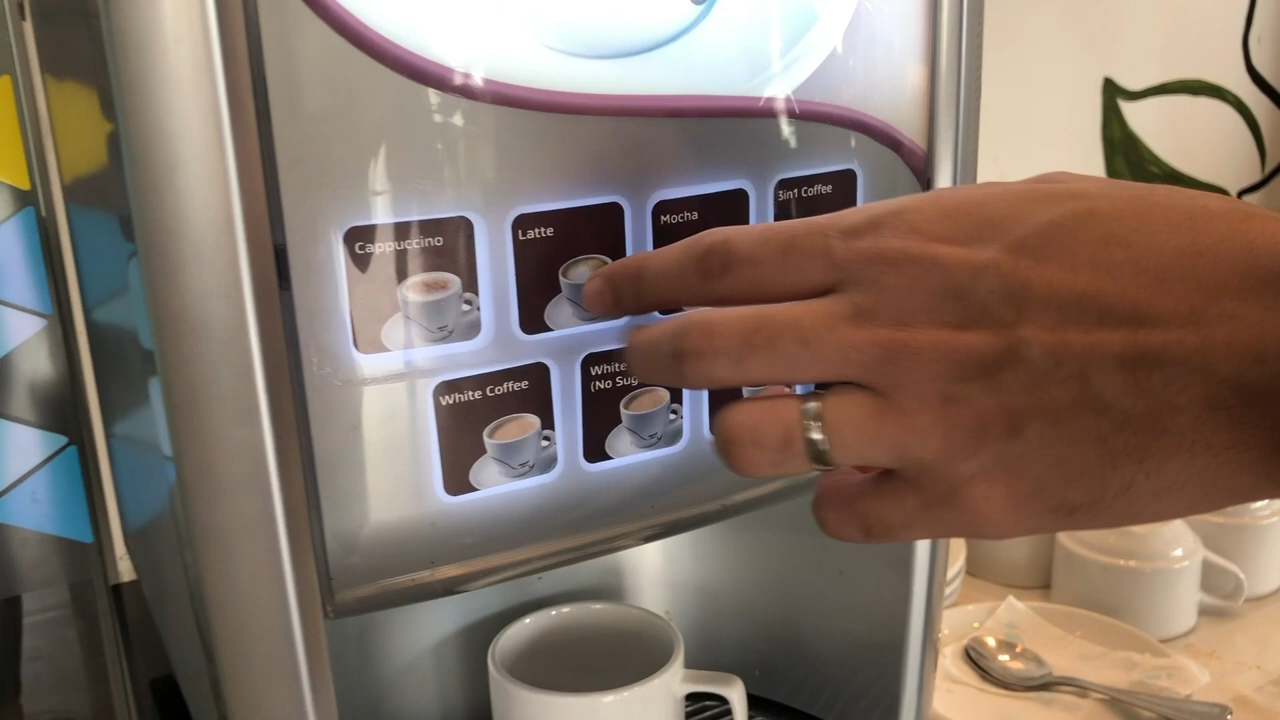 Cappuccino
Latte
Mocha
3in1 Coffee
White Coffee
White
(No Sug